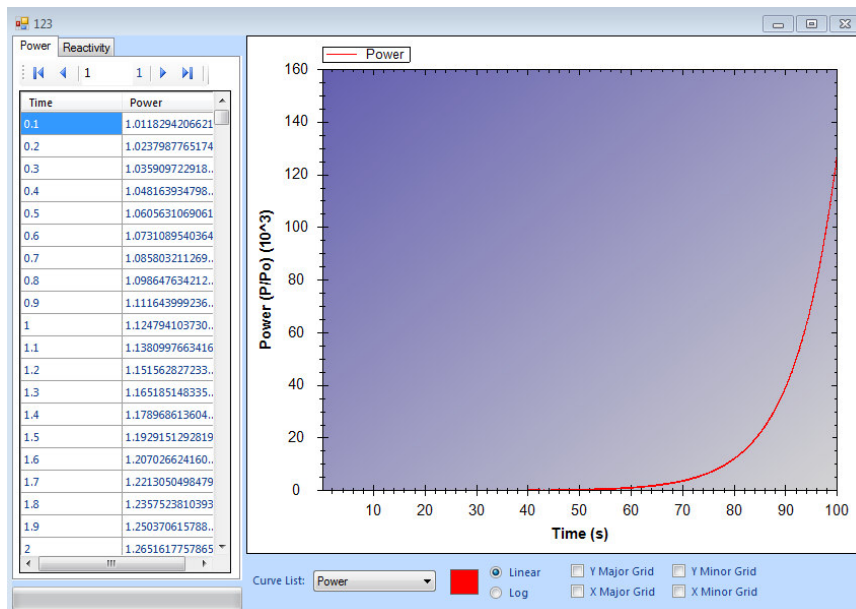 123
Power Reactivity
1 1
Time Power
0.1 1.0118294206621
0.2 1.0237987765174
0.3 1.035909722918...
0.4 1.048163934798...
0.5 1.0605631069061
0.6 1.0731089540364
0.7 1.085803211269...
0.8 1.098647634212...
0.9 1.111643999236...
1 1.124794103730...
1.1 1.1380997663416
1.2 1.151562827233...
1.3 1.165185148335...
1.4 1.178968613604...
1.5 1.1929151292819
1.6 1.207026624160...
1.7 1.2213050498479
1.8 1.2357523810393
1.9 1.250370615788...
2 1.2651617757865
Power
Power (P/Po) (10^3)
160
140
120
100
80
60
40
20
0
10 20 30 40 50 60 70 80 90 100
Time (s)
Curve List: Power
Linear
Log
Y Major Grid Y Minor Grid
X Major Grid X Minor Grid